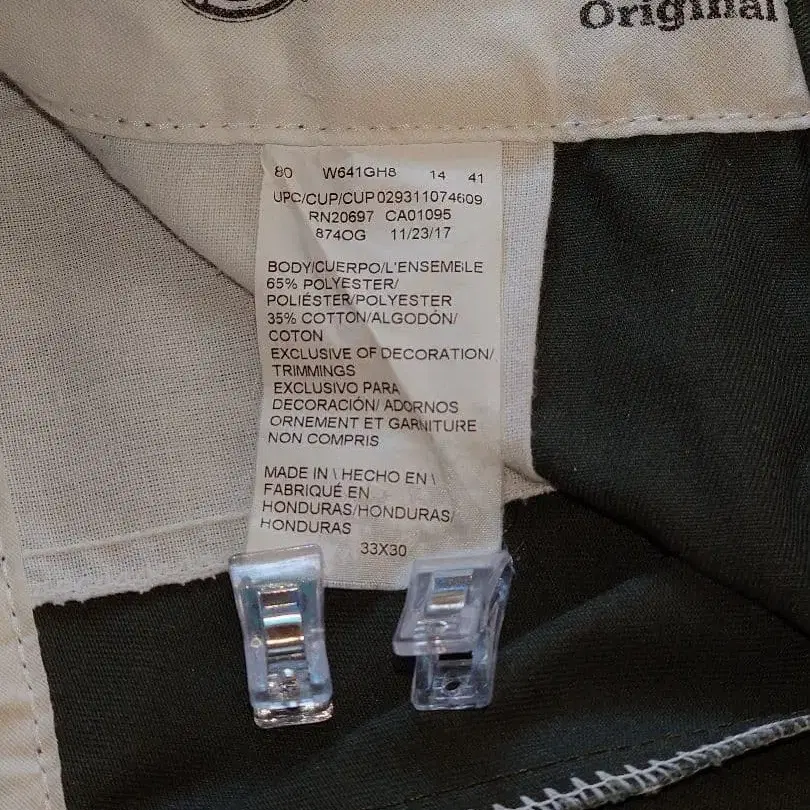 Original
80 W641GH8 14 41
UPC/CUP/CUP029311074609
RN20697 CA01095
874OG 11/23/17
BODY/CUERPO/L'ENSEMBLE
65% POLYESTER/
POLIÉSTER/POLYESTER
35% COTTON/ALGODÓN/
COTON
EXCLUSIVE OF DECORATION/
TRIMMINGS
EXCLUSIVO PARA
DECORACIÓN/ ADORNOS
ORNEMENT ET GARNITURE
NON COMPRIS
MADE IN \ HECHO EN \
FABRIQUÉ EN
HONDURAS/HONDURAS/
HONDURAS
33X30